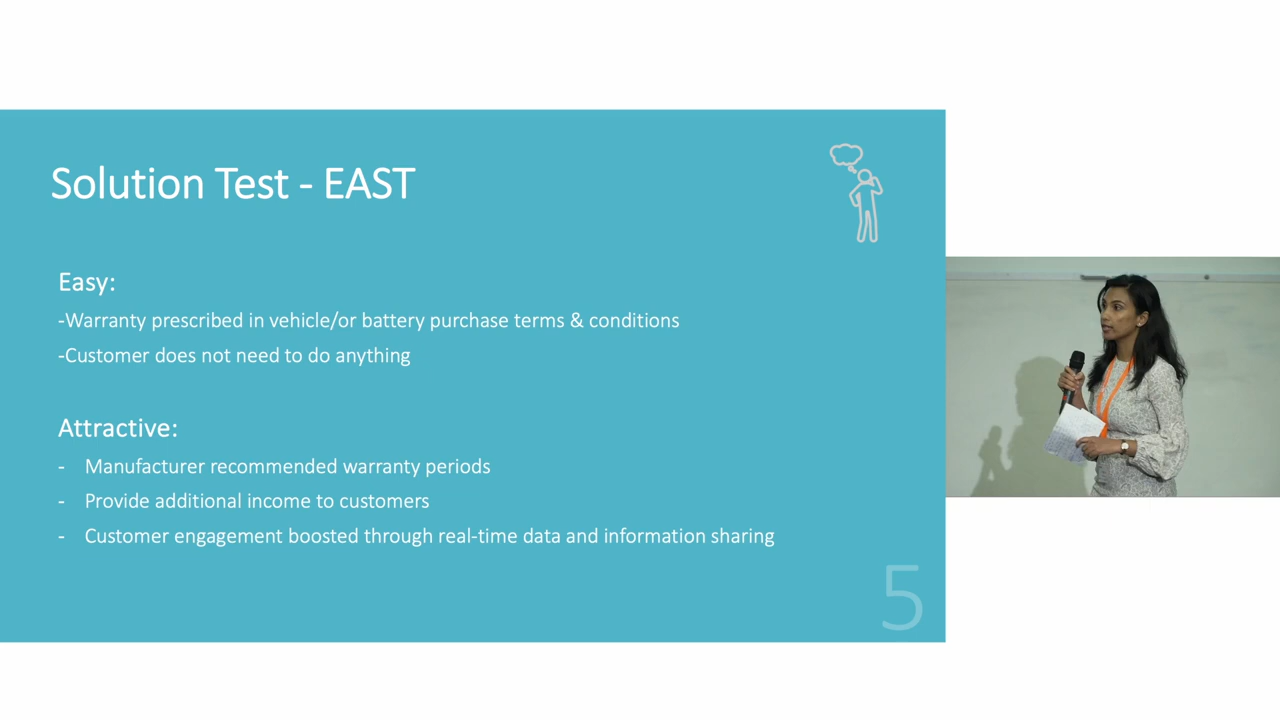 Solution Test - EAST
Easy:
-Warranty prescribed in vehicle/or battery purchase terms & conditions
-Customer does not need to do anything
Attractive:
- Manufacturer recommended warranty periods
- Provide additional income to customers
- Customer engagement boosted through real-time data and information sharing
5